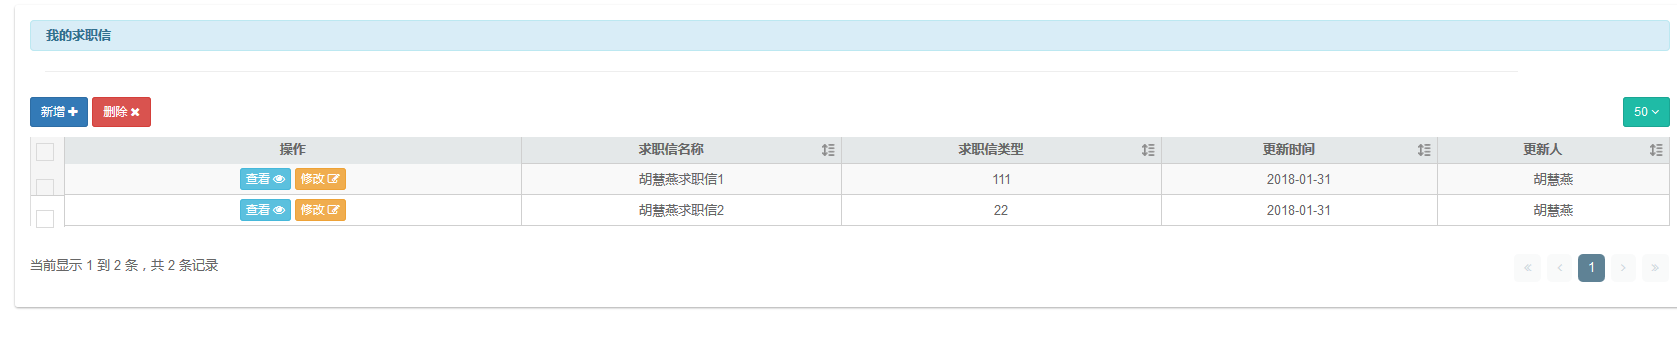 我的求职信
新增 删除 50
操作 求职信名称 求职信类型 更新时间 更新人
查看 修改 胡慧燕求职信1 111 2018-01-31 胡慧燕
查看 修改 胡慧燕求职信2 22 2018-01-31 胡慧燕
当前显示 1 到 2 条，共 2 条记录 « ‹ 1 › »